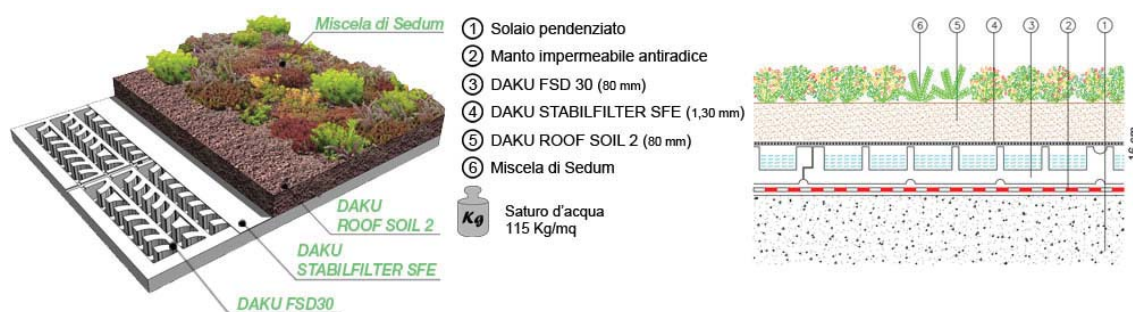 Miscela di Sedum
DAKU
ROOF SOIL 2
DAKU
STABILFILTER SFE
DAKU FSD30
1 Solaio pendenziato
2 Manto impermeabile antiradice
3 DAKU FSD 30 (80 mm)
4 DAKU STABILFILTER SFE (1,30 mm)
5 DAKU ROOF SOIL 2 (80 mm)
6 Miscela di Sedum
Kg
Saturo d'acqua
115 Kg/mq
6 5 4 3 2 1
16 cm